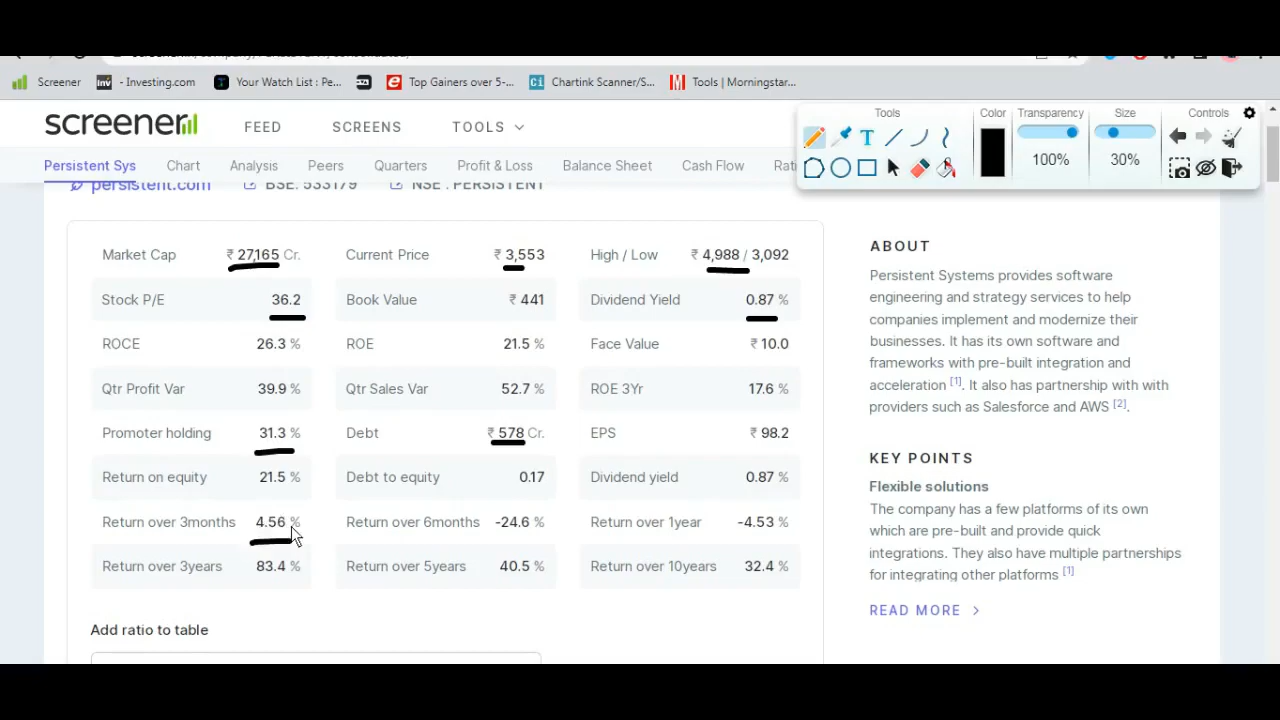 Screener
Inv - Investing.com
Your Watch List : Pe...
Top Gainers over 5-...
Ci Chartink Scanner/S...
Tools | Morningstar...
screener
FEED
SCREENS
TOOLS
Tools
Color
Transparency
Size
Controls
T
100%
30%
Persistent Sys
Chart
Analysis
Peers
Quarters
Profit & Loss
Balance Sheet
Cash Flow
persistent.com
BSE: 533179
NSE : PERSISTENT
Market Cap ₹ 27,165 Cr.
Current Price ₹ 3,553
High / Low ₹ 4,988 / 3,092
Stock P/E 36.2
Book Value ₹ 441
Dividend Yield 0.87 %
ROCE 26.3 %
ROE 21.5 %
Face Value ₹ 10.0
Qtr Profit Var 39.9 %
Qtr Sales Var 52.7 %
ROE 3Yr 17.6 %
Promoter holding 31.3 %
Debt ₹ 578 Cr.
EPS ₹ 98.2
Return on equity 21.5 %
Debt to equity 0.17
Dividend yield 0.87 %
Return over 3months 4.56 %
Return over 6months -24.6 %
Return over 1year -4.53 %
Return over 3years 83.4 %
Return over 5years 40.5 %
Return over 10years 32.4 %
Add ratio to table
ABOUT
Persistent Systems provides software
engineering and strategy services to help
companies implement and modernize their
businesses. It has its own software and
frameworks with pre-built integration and
acceleration [1]. It also has partnership with with
providers such as Salesforce and AWS [2].
KEY POINTS
Flexible solutions
The company has a few platforms of its own
which are pre-built and provide quick
integrations. They also have multiple partnerships
for integrating other platforms [1]
READ MORE